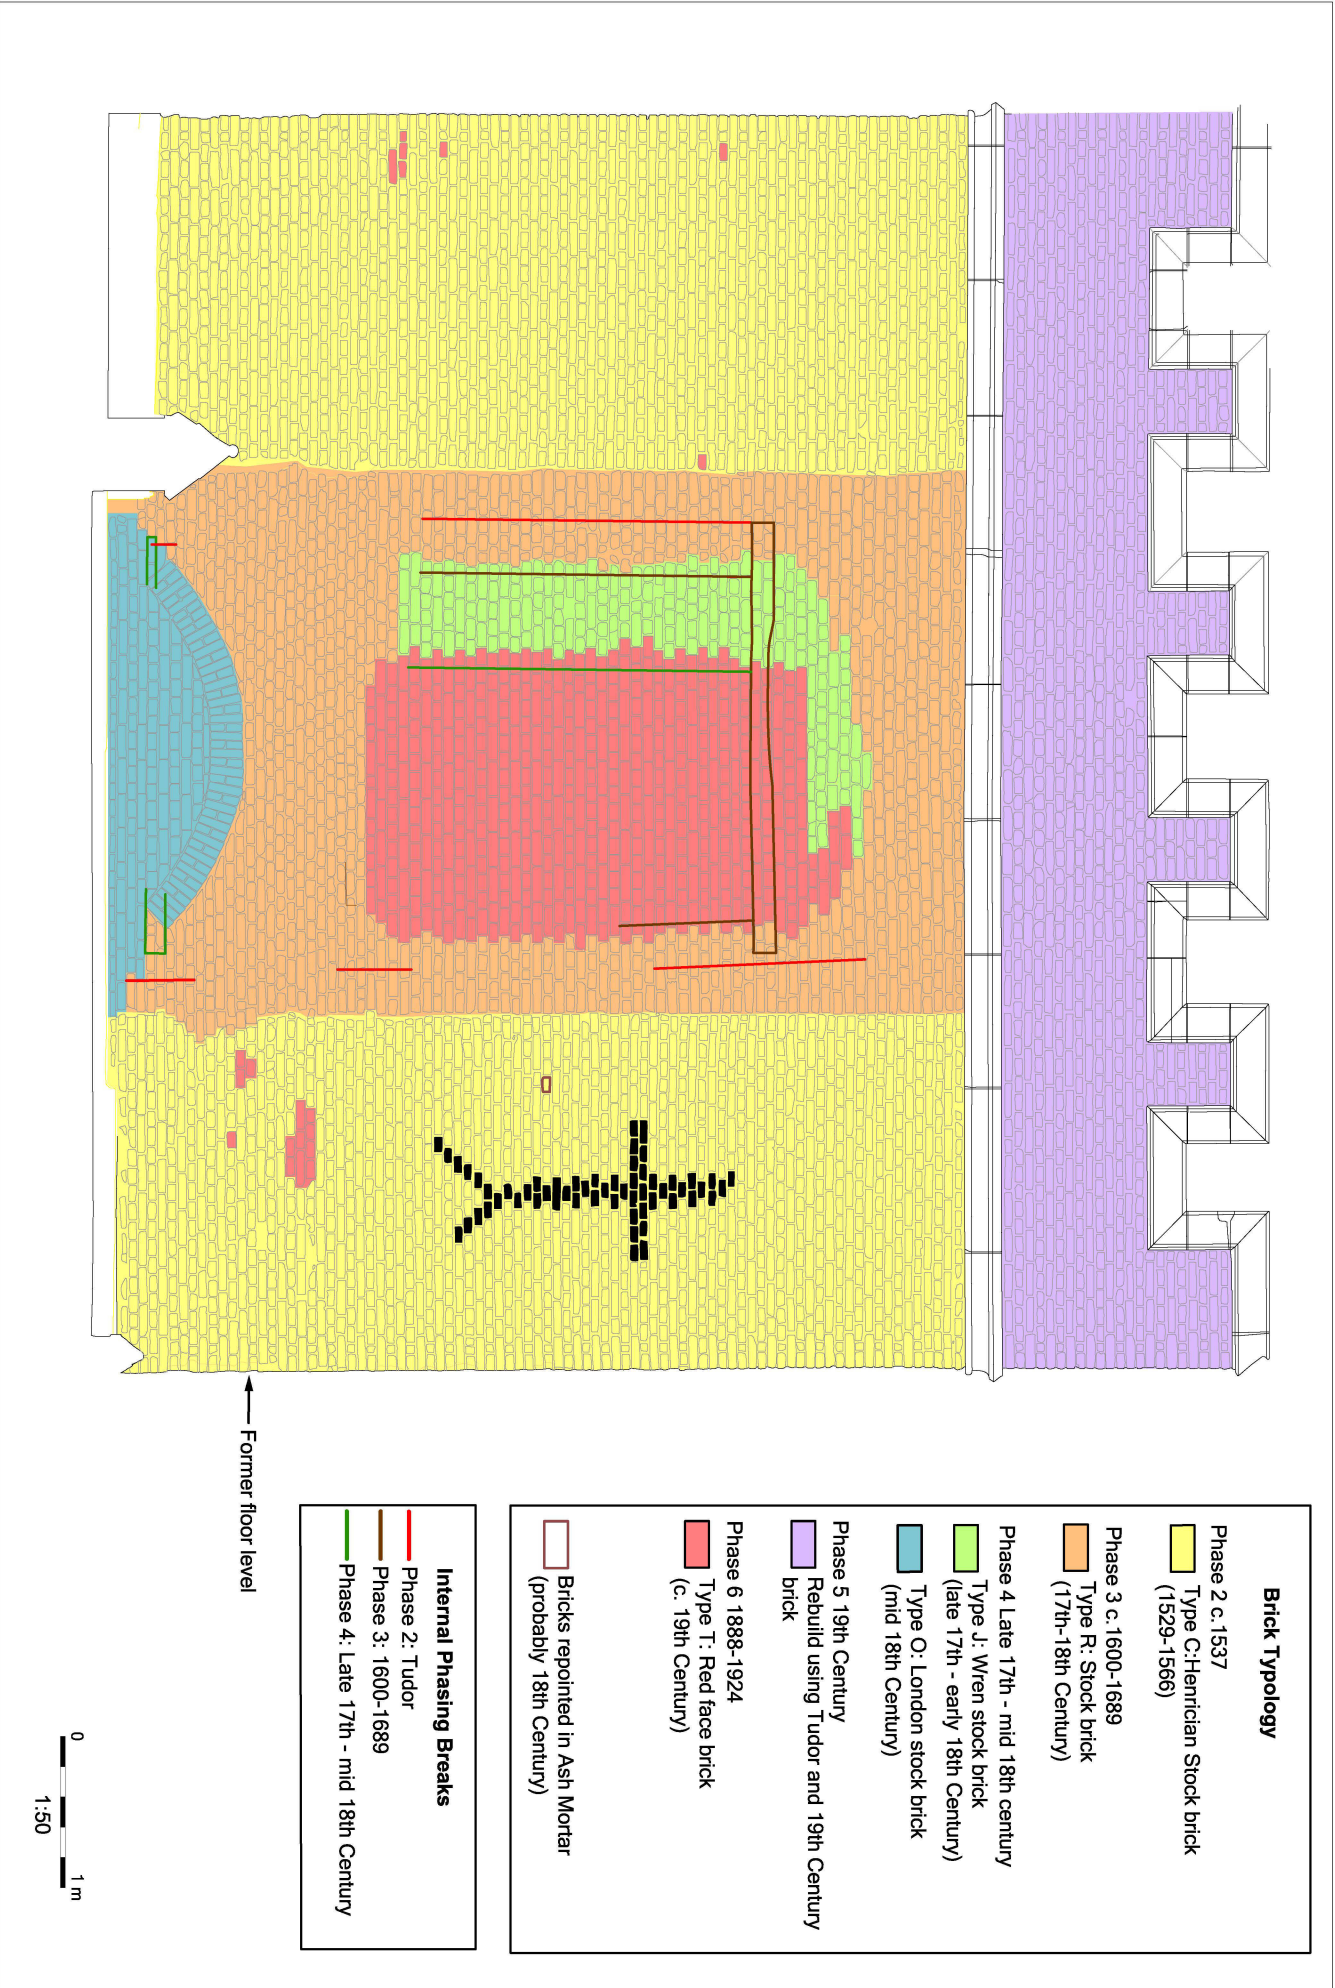 Brick Typology
Phase 2 c.1537
Type C:Henrician Stock brick
(1529-1566)
Phase 3 c.1600-1689
Type R: Stock brick
(17th-18th Century)
Phase 4 Late 17th - mid 18th century
Type J: Wren stock brick
(late 17th - early 18th Century)
Type O: London stock brick
(mid 18th Century)
Phase 5 19th Century
Rebuild using Tudor and 19th Century
brick
Phase 6 1888-1924
Type T: Red face brick
(c. 19th Century)
Bricks repointed in Ash Mortar
(probably 18th Century)
Internal Phasing Breaks
Phase 2: Tudor
Phase 3: 1600-1689
Phase 4: Late 17th - mid 18th Century
Former floor level
0
1 m
1:50